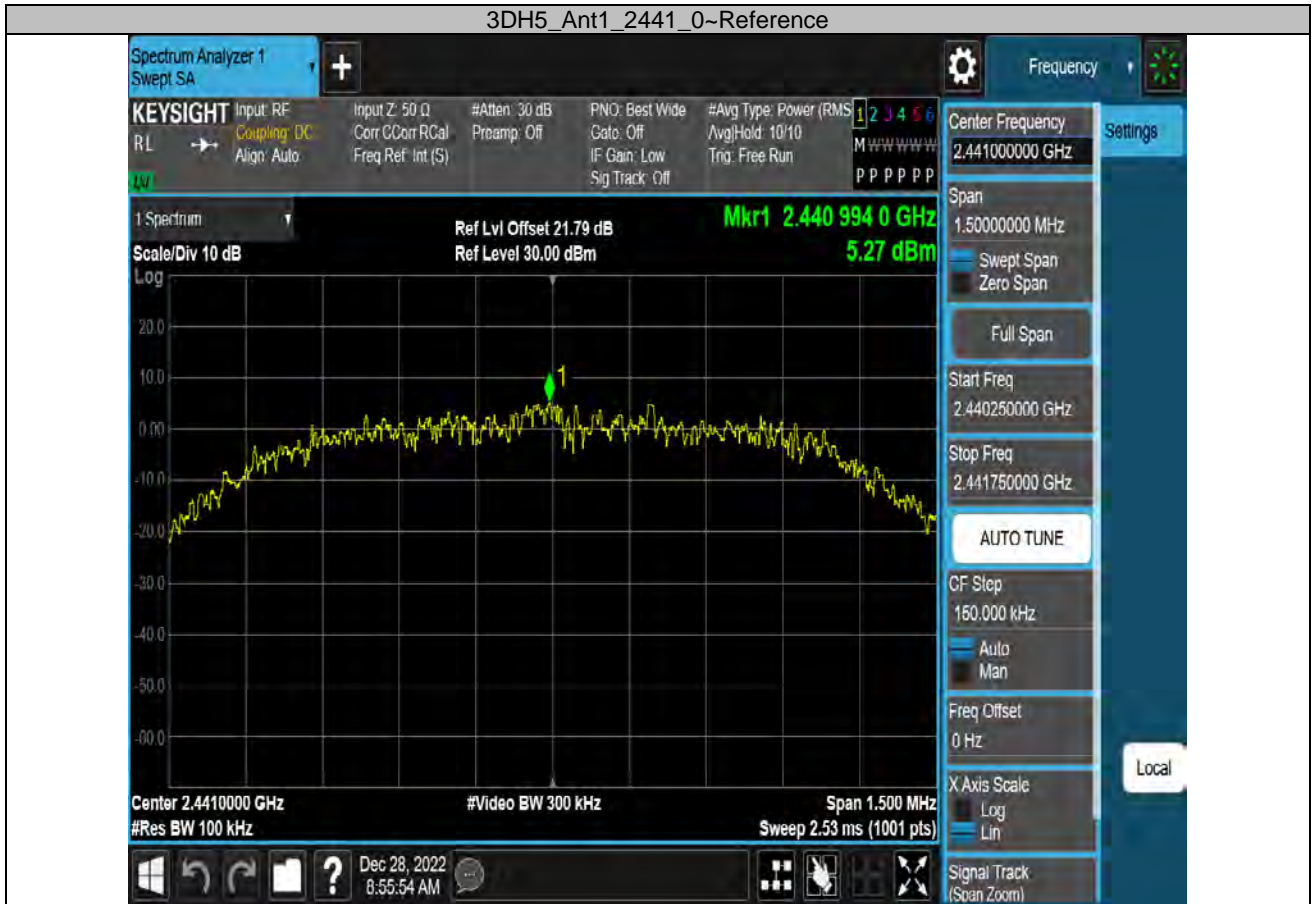 3DH5_Ant1_2441_0~Reference
Spectrum Analyzer 1
Swept SA
+
Frequency
KEYSIGHT
RL
Input: RF
Coupling: DC
Align: Auto
Input Z: 50 Ω
Corr CCorr RCal
Freq Ref: Int (S)
#Atten: 30 dB
Preamp: Off
PNO: Best Wide
Gate: Off
IF Gain: Low
Sig Track: Off
#Avg Type: Power (RMS
Avg|Hold: 10/10
Trig: Free Run
1 2 3 4 5 6
M W W W W W
P P P P P P
1 Spectrum
Scale/Div 10 dB
Ref Lvl Offset 21.79 dB
Ref Level 30.00 dBm
Mkr1 2.440 994 0 GHz
5.27 dBm
Log
20.0
10.0
0.00
-10.0
-20.0
-30.0
-40.0
-50.0
-60.0
1
Center 2.4410000 GHz
#Res BW 100 kHz
#Video BW 300 kHz
Span 1.500 MHz
Sweep 2.53 ms (1001 pts)
Center Frequency
2.441000000 GHz
Settings
Span
1.50000000 MHz
Swept Span
Zero Span
Full Span
Start Freq
2.440250000 GHz
Stop Freq
2.441750000 GHz
AUTO TUNE
CF Step
150.000 kHz
Auto
Man
Freq Offset
0 Hz
X Axis Scale
Log
Lin
Local
Signal Track
(Span Zoom)
?
Dec 28, 2022
8:55:54 AM